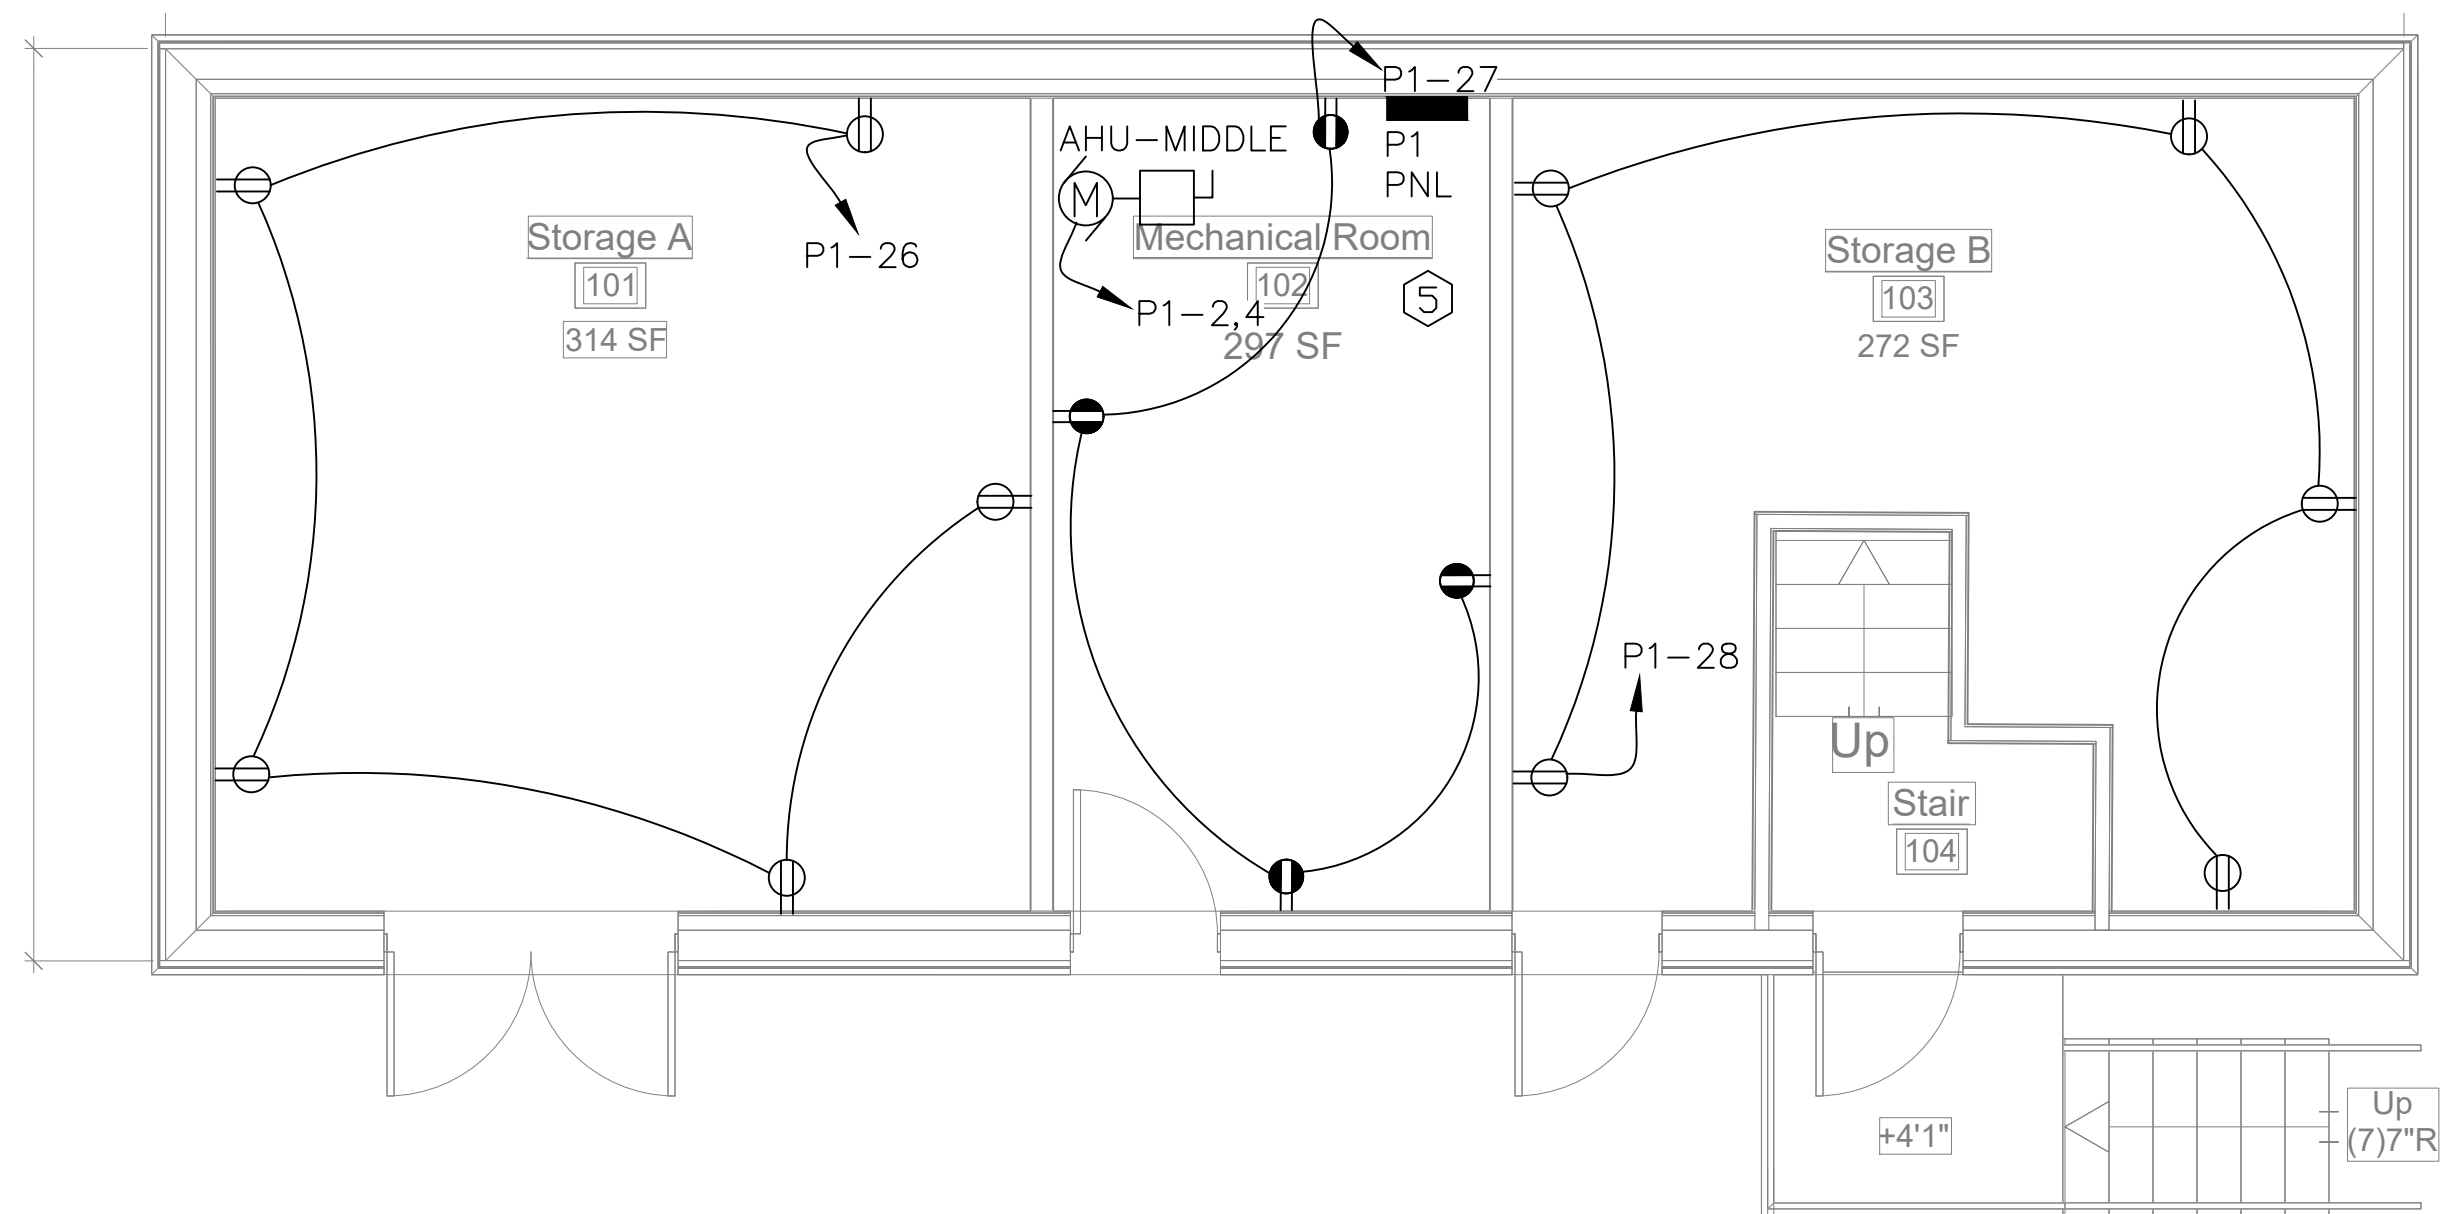 P1-27
AHU-MIDDLE
P1
PNL
M
Storage A
101
314 SF
P1-26
Mechanical Room
102
297 SF
P1-2,4
5
Storage B
103
272 SF
P1-28
Up
Stair
104
+4'1"
Up
(7)7"R